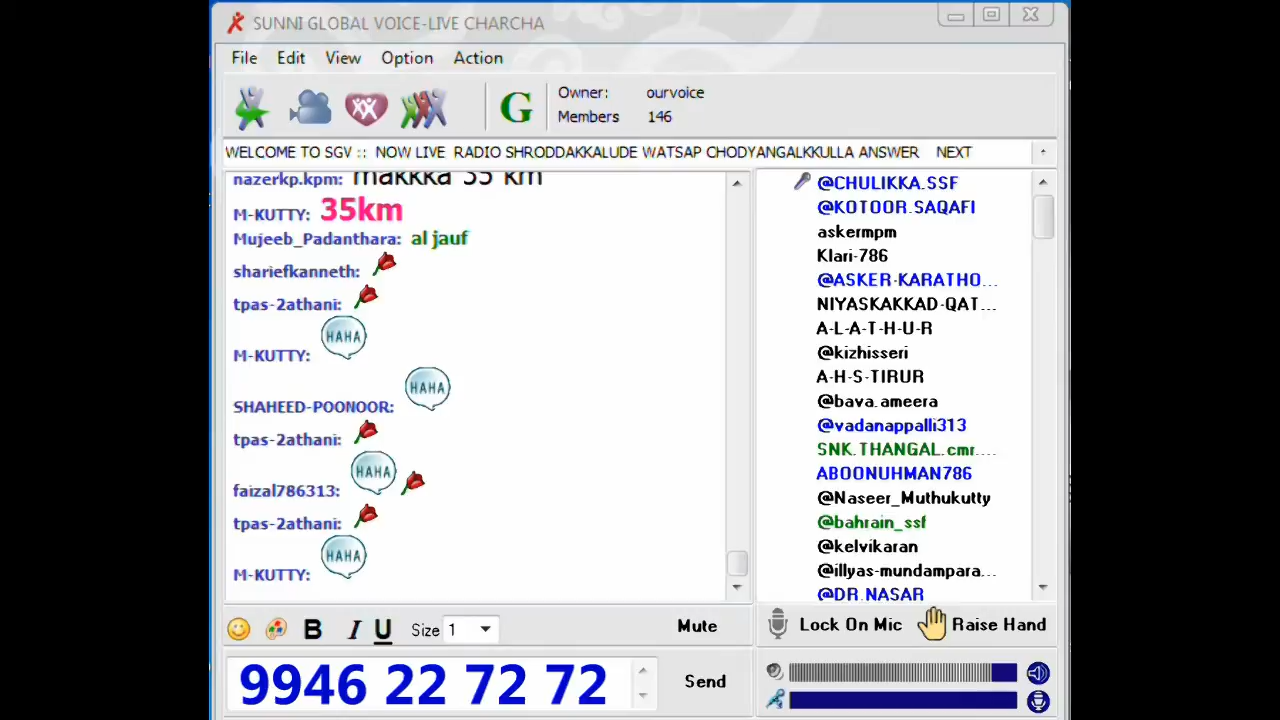 SUNNI GLOBAL VOICE-LIVE CHARCHA
File Edit View Option Action
G
Owner: ourvoice
Members 146
WELCOME TO SGV :: NOW LIVE RADIO SHRODDAKKALUDE WATSAP CHODYANGALKKULLA ANSWER NEXT
nazerkp.kpm: makkka 35 km
M-KUTTY: 35km
Mujeeb_Padanthara: al jauf
shariefkanneth:
tpas-2athani:
HAHA
M-KUTTY:
HAHA
SHAHEED-POONOOR:
tpas-2athani:
HAHA
faizal786313:
tpas-2athani:
HAHA
M-KUTTY:
@CHULIKKA.SSF
@KOTOOR.SAQAFI
askermpm
Klari-786
@ASKER-KARATHO...
NIYASKAKKAD-QAT...
A-L-A-T-H-U-R
@kizhisseri
A-H-S-TIRUR
@bava.ameera
@vadanappalli313
SNK.THANGAL.cmr....
ABOONUHMAN786
@Naseer_Muthukutty
@bahrain_ssf
@kelvikaran
@illyas-mundampara...
@DR.NASAR
B I U Size 1 Mute
Lock On Mic Raise Hand
9946 22 72 72 Send